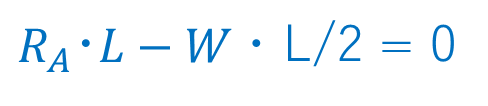 R_A·L − W · L/2 = 0